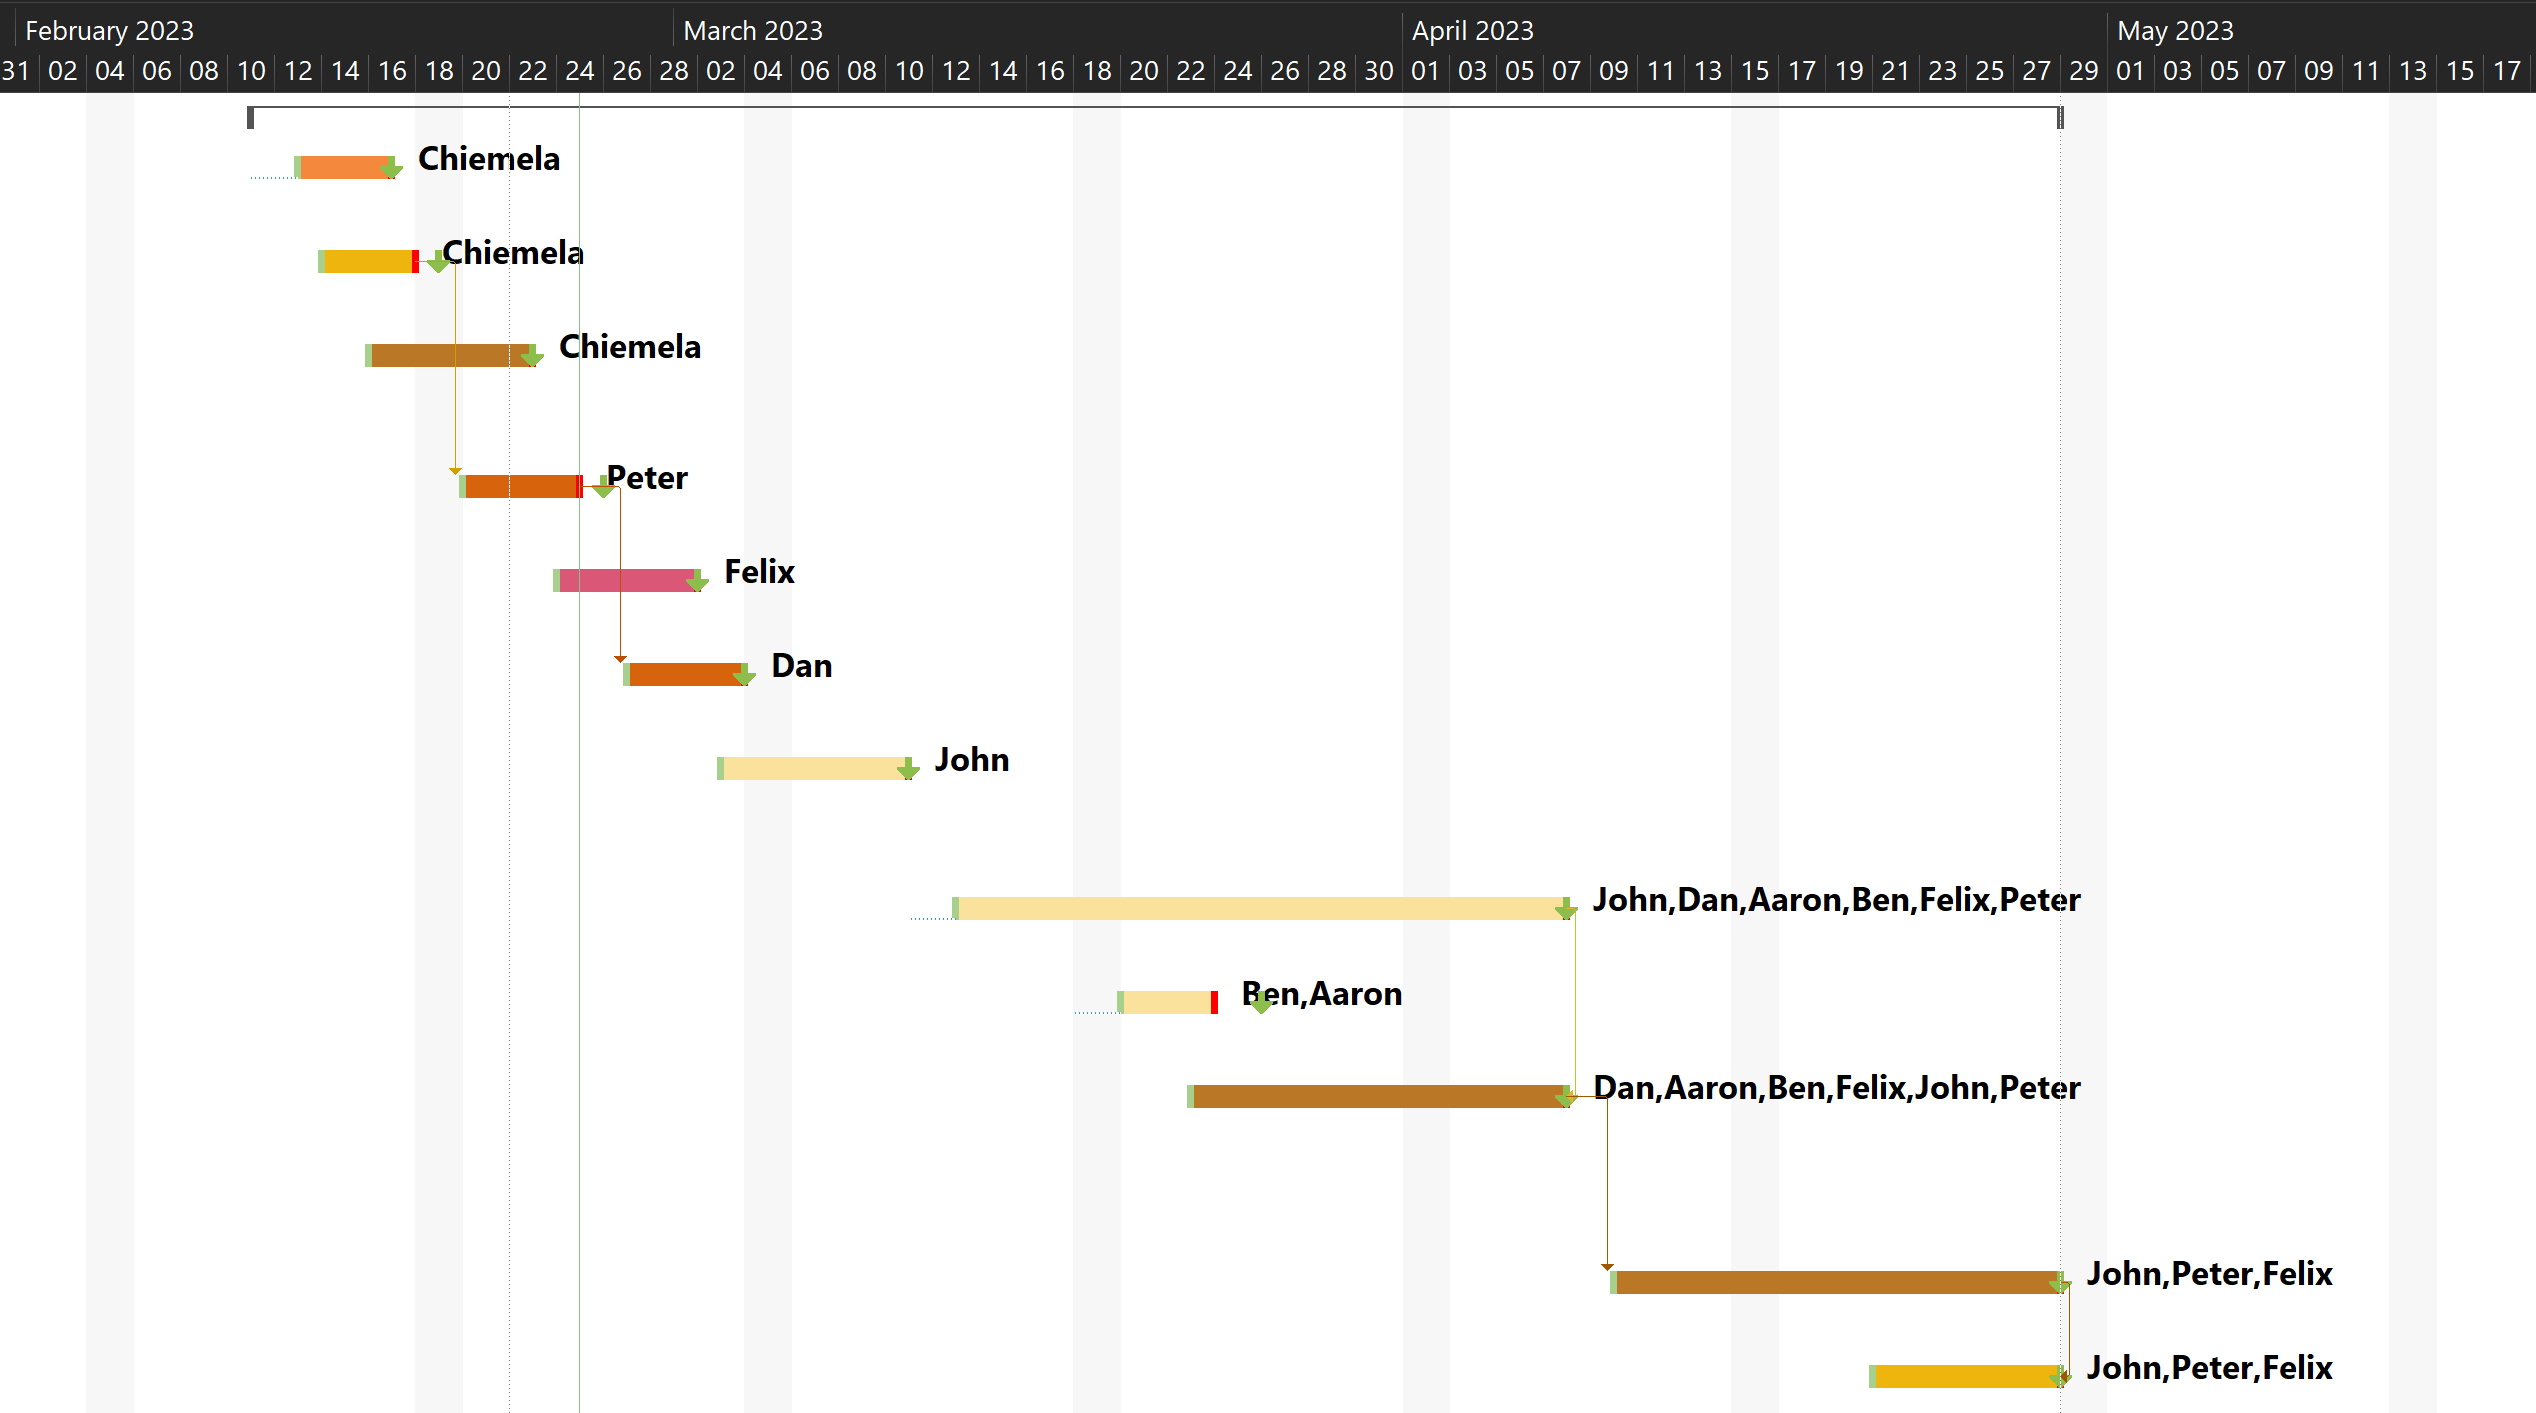 February 2023 March 2023 April 2023 May 2023
31 02 04 06 08 10 12 14 16 18 20 22 24 26 28 02 04 06 08 10 12 14 16 18 20 22 24 26 28 30 01 03 05 07 09 11 13 15 17 19 21 23 25 27 29 01 03 05 07 09 11 13 15 17
Chiemela
Chiemela
Chiemela
Peter
Felix
Dan
John
John,Dan,Aaron,Ben,Felix,Peter
Ben,Aaron
Dan,Aaron,Ben,Felix,John,Peter
John,Peter,Felix
John,Peter,Felix